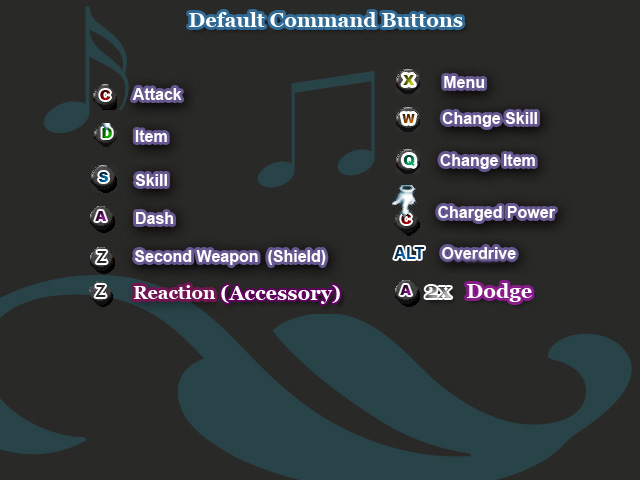 Default Command Buttons
C Attack
D Item
S Skill
A Dash
Z Second Weapon (Shield)
Z Reaction (Accessory)
X Menu
W Change Skill
Q Change Item
C Charged Power
ALT Overdrive
A 2x Dodge